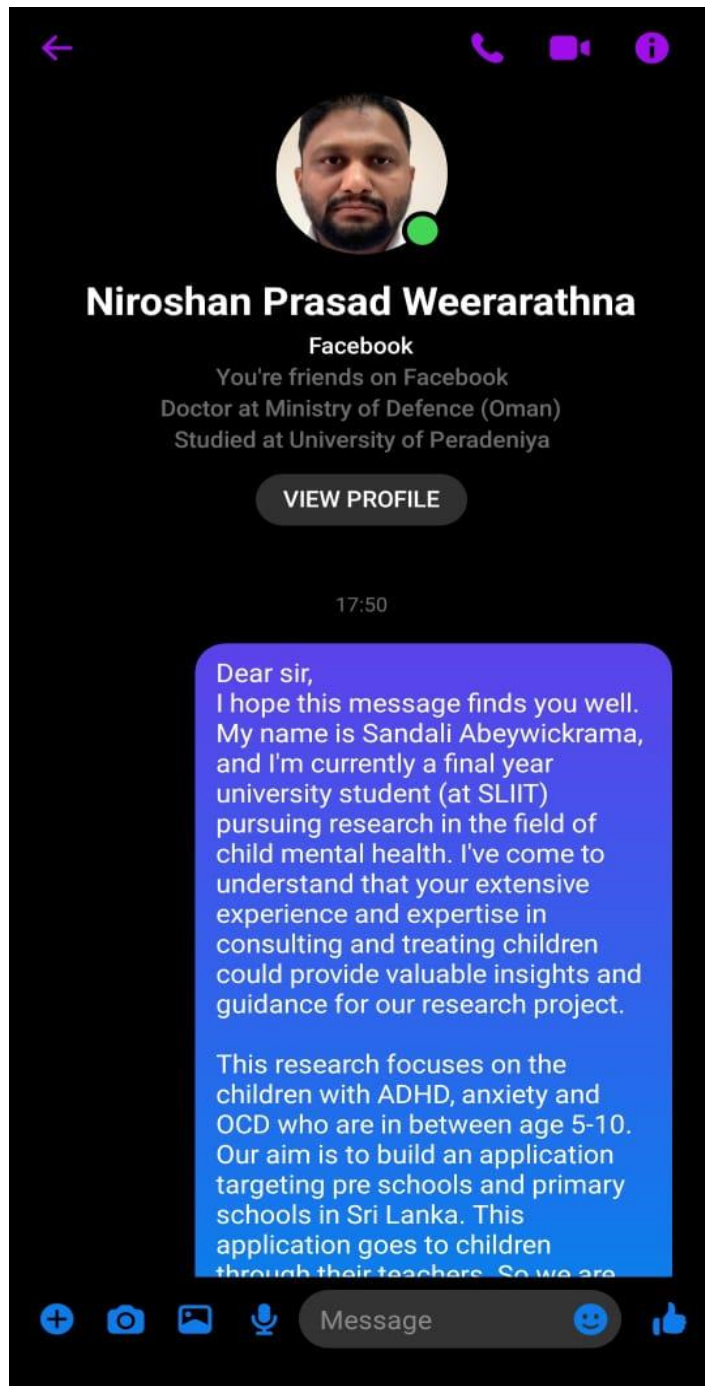 Niroshan Prasad Weerarathna
Facebook
You're friends on Facebook
Doctor at Ministry of Defence (Oman)
Studied at University of Peradeniya
VIEW PROFILE
17:50
Dear sir,
I hope this message finds you well.
My name is Sandali Abeywickrama,
and I'm currently a final year
university student (at SLIIT)
pursuing research in the field of
child mental health. I've come to
understand that your extensive
experience and expertise in
consulting and treating children
could provide valuable insights and
guidance for our research project.
This research focuses on the
children with ADHD, anxiety and
OCD who are in between age 5-10.
Our aim is to build an application
targeting pre schools and primary
schools in Sri Lanka. This
application goes to children
through their teachers. So we are
Message